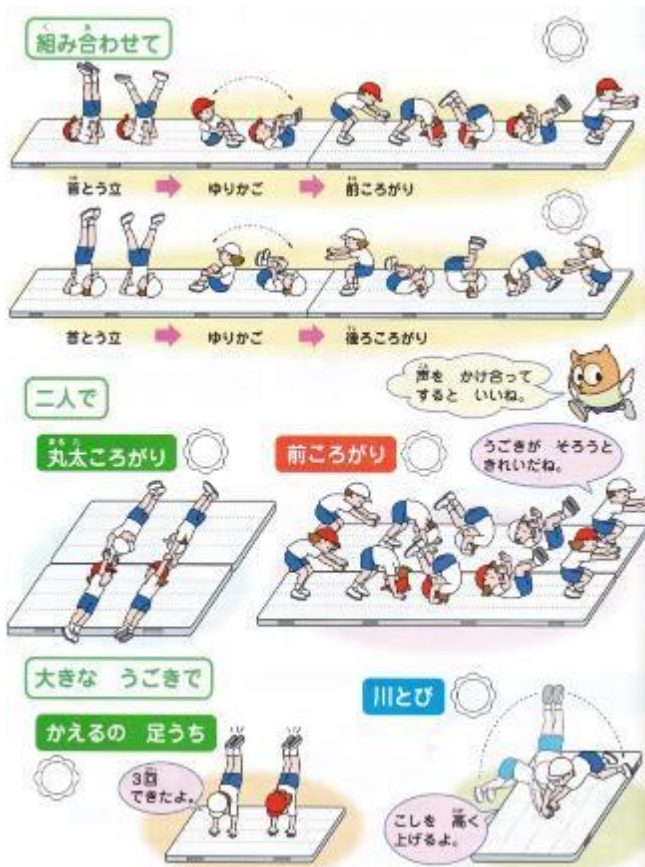 組み合わせて
首とう立 ➡ ゆりかご ➡ 前ころがり
首とう立 ➡ ゆりかご ➡ 後ろころがり
声を かけ合って
すると いいね。
二人で
丸太ころがり
前ころがり
うごきが そろうと
きれいだね。
大きな うごきで
かえるの 足うち
川とび
3回
できたよ。
こしを 高く
上げるよ。